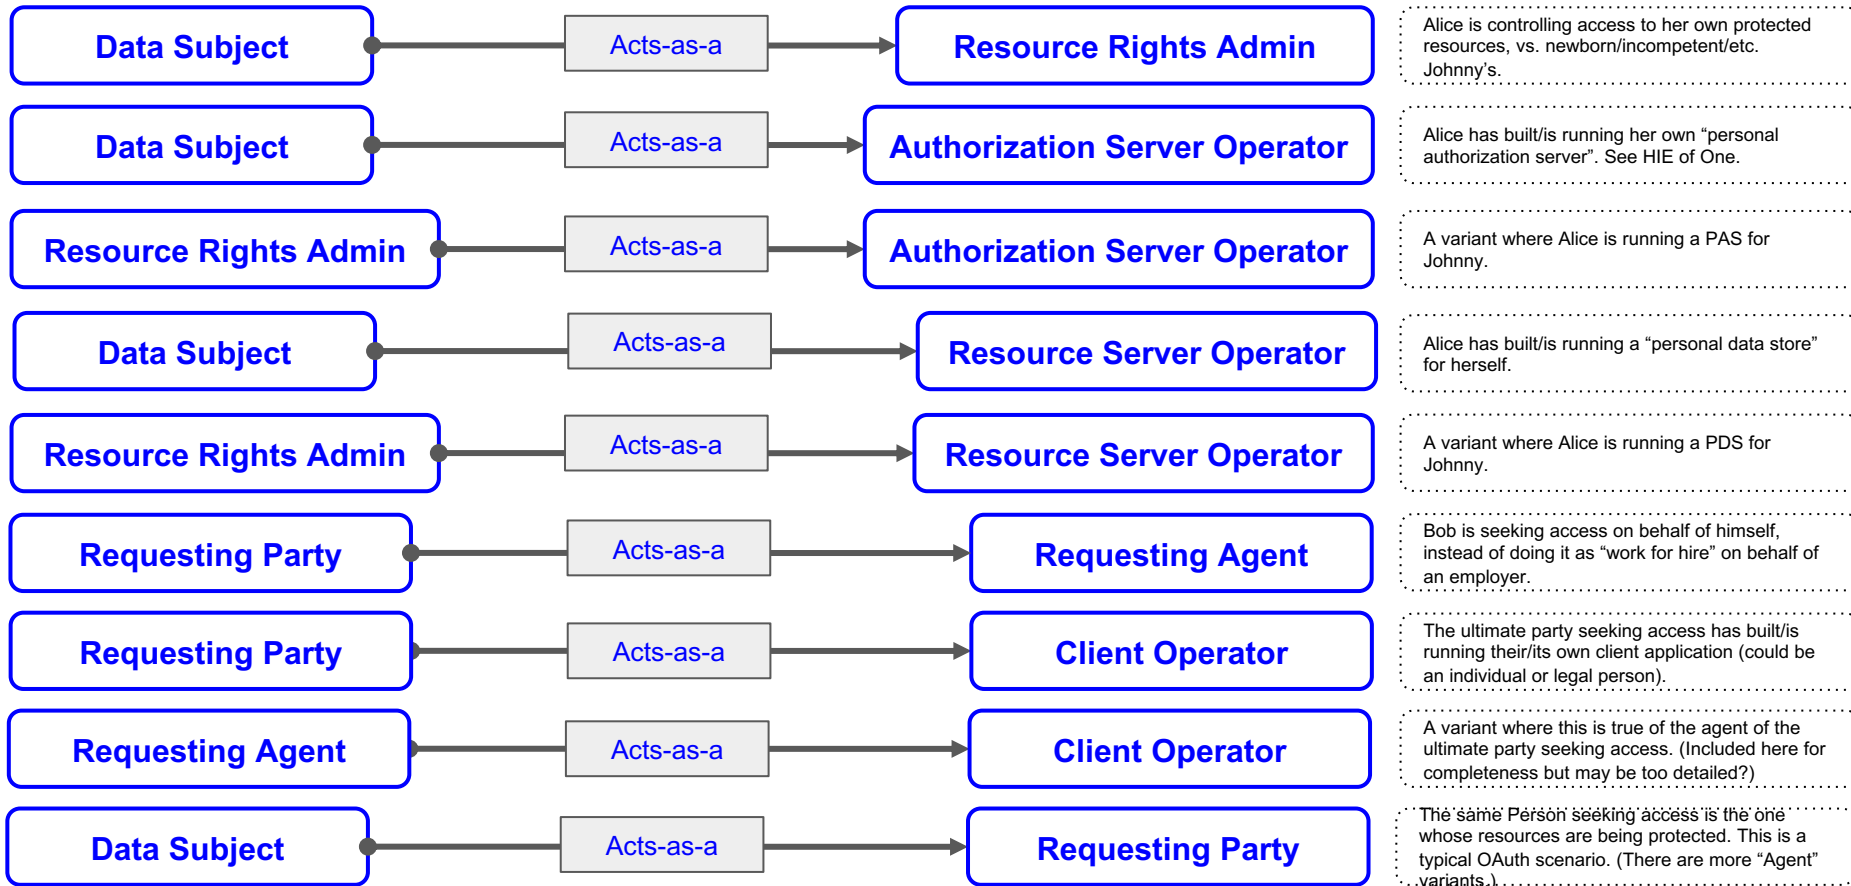 Data Subject
Acts-as-a
Resource Rights Admin
Alice is controlling access to her own protected
resources, vs. newborn/incompetent/etc.
Johnny’s.
Data Subject
Acts-as-a
Authorization Server Operator
Alice has built/is running her own “personal
authorization server”. See HIE of One.
Resource Rights Admin
Acts-as-a
Authorization Server Operator
A variant where Alice is running a PAS for
Johnny.
Data Subject
Acts-as-a
Resource Server Operator
Alice has built/is running a “personal data store”
for herself.
Resource Rights Admin
Acts-as-a
Resource Server Operator
A variant where Alice is running a PDS for
Johnny.
Requesting Party
Acts-as-a
Requesting Agent
Bob is seeking access on behalf of himself,
instead of doing it as “work for hire” on behalf of
an employer.
Requesting Party
Acts-as-a
Client Operator
The ultimate party seeking access has built/is
running their/its own client application (could be
an individual or legal person).
Requesting Agent
Acts-as-a
Client Operator
A variant where this is true of the agent of the
ultimate party seeking access. (Included here for
completeness but may be too detailed?)
Data Subject
Acts-as-a
Requesting Party
The same Person seeking access is the one
whose resources are being protected. This is a
typical OAuth scenario. (There are more “Agent”
variants.)